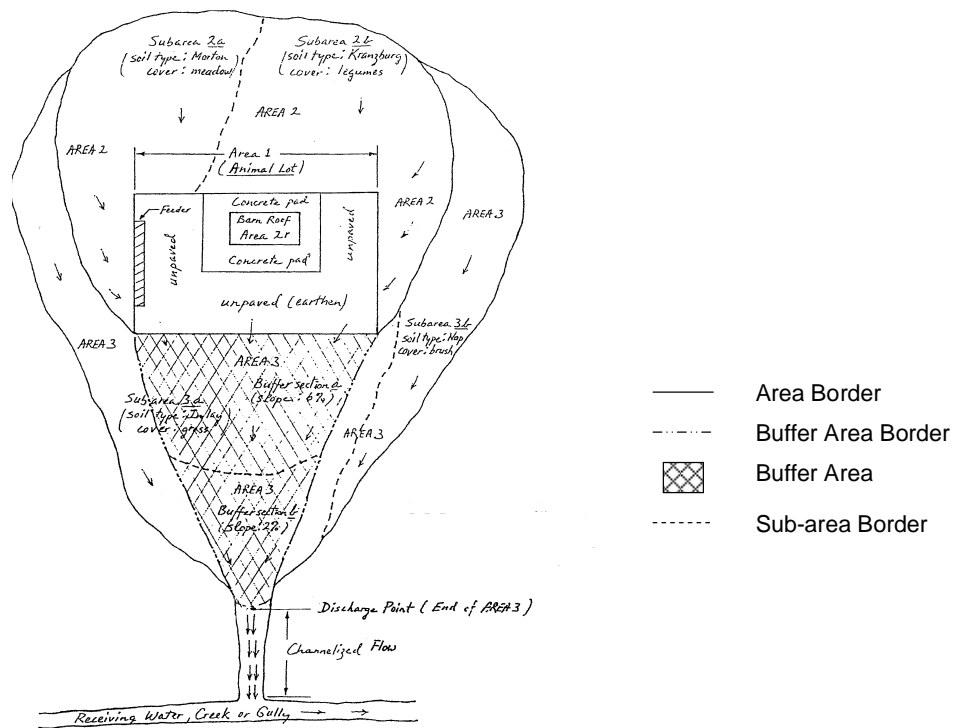 Subarea 2a
(soil type: Morton
cover: meadow)
Subarea 2b
(soil type: Kranzburg
cover: legumes)
AREA 2
AREA 2
Area 1
(Animal Lot)
Feeder
Concrete pad
Barn Roof
Area 2r
Concrete pad
unpaved
unpaved
AREA 2
AREA 3
unpaved (earthen)
AREA 3
Subarea 3b
soil type: Nap
cover: brush
AREA 3
Buffer section a
(slope: 6%)
Subarea 3a
(soil type:
cover: grass)
AREA 3
AREA 3
Buffer section b
(slope: 2%)
Discharge Point (End of AREA 3)
Channelized Flow
Receiving Water, Creek or Gully
Area Border
Buffer Area Border
Buffer Area
Sub-area Border